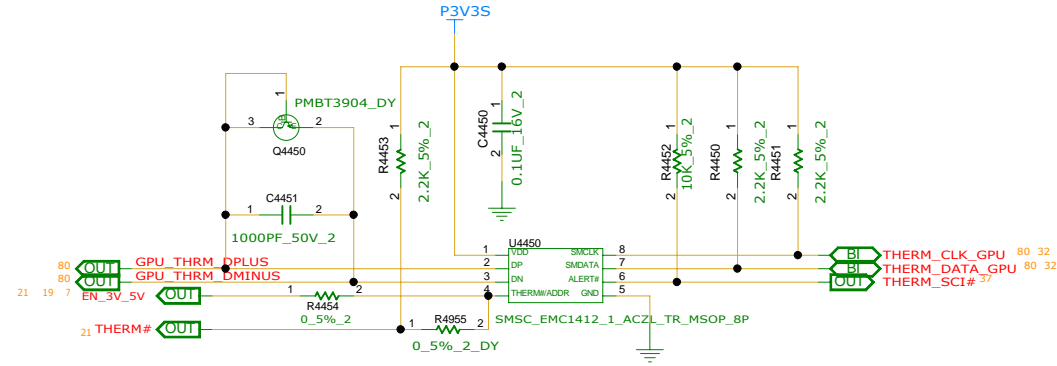 P3V3S
1
PMBT3904_DY
3
2
Q4450
C4451
1
2
1000PF_50V_2
1
R4453
2.2K_5%_2
2
1
C4450
0.1UF_16V_2
2
1
R4452
10K_5%_2
2
1
R4450
2.2K_5%_2
2
1
R4451
2.2K_5%_2
2
U4450
1 VDD SMCLK 8
2 DP SMDATA 7
3 DN ALERT# 6
4 THERM#/ADDR GND 5
SMSC_EMC1412_1_ACZL_TR_MSOP_8P
80 OUT GPU_THRM_DPLUS
80 OUT GPU_THRM_DMINUS
21 19 7 EN_3V_5V OUT
1 R4454 2
0_5%_2
21 THERM# OUT
1 R4955 2
0_5%_2_DY
BI THERM_CLK_GPU 80 32
BI THERM_DATA_GPU 80 32
OUT THERM_SCI# 37